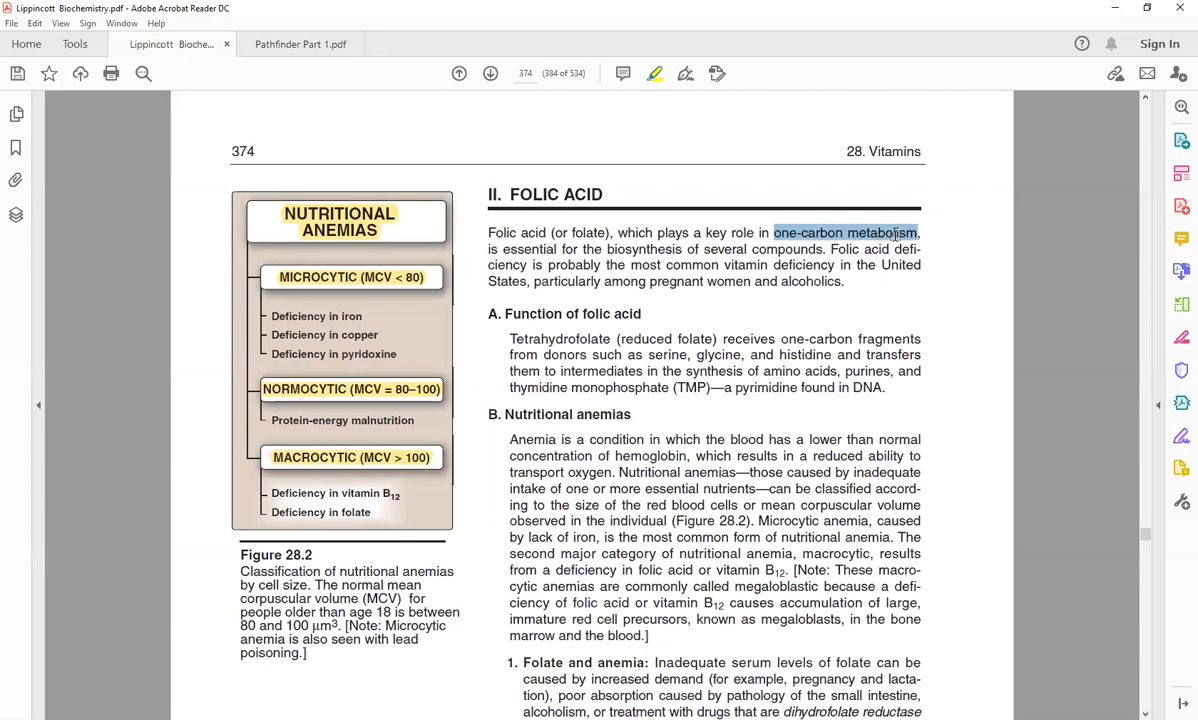 Lippincott Biochemistry.pdf - Adobe Acrobat Reader DC
File Edit View Sign Window Help
Home Tools Lippincott Bioche... × Pathfinder Part 1.pdf Sign In
374 (384 of 534)
374 28. Vitamins
NUTRITIONAL
ANEMIAS
MICROCYTIC (MCV < 80)
Deficiency in iron
Deficiency in copper
Deficiency in pyridoxine
NORMOCYTIC (MCV = 80–100)
Protein-energy malnutrition
MACROCYTIC (MCV > 100)
Deficiency in vitamin B12
Deficiency in folate
Figure 28.2
Classification of nutritional anemias
by cell size. The normal mean
corpuscular volume (MCV) for
people older than age 18 is between
80 and 100 μm3. [Note: Microcytic
anemia is also seen with lead
poisoning.]
II. FOLIC ACID
Folic acid (or folate), which plays a key role in one-carbon metabolism,
is essential for the biosynthesis of several compounds. Folic acid defi-
ciency is probably the most common vitamin deficiency in the United
States, particularly among pregnant women and alcoholics.
A. Function of folic acid
Tetrahydrofolate (reduced folate) receives one-carbon fragments
from donors such as serine, glycine, and histidine and transfers
them to intermediates in the synthesis of amino acids, purines, and
thymidine monophosphate (TMP)—a pyrimidine found in DNA.
B. Nutritional anemias
Anemia is a condition in which the blood has a lower than normal
concentration of hemoglobin, which results in a reduced ability to
transport oxygen. Nutritional anemias—those caused by inadequate
intake of one or more essential nutrients—can be classified accord-
ing to the size of the red blood cells or mean corpuscular volume
observed in the individual (Figure 28.2). Microcytic anemia, caused
by lack of iron, is the most common form of nutritional anemia. The
second major category of nutritional anemia, macrocytic, results
from a deficiency in folic acid or vitamin B12. [Note: These macro-
cytic anemias are commonly called megaloblastic because a defi-
ciency of folic acid or vitamin B12 causes accumulation of large,
immature red cell precursors, known as megaloblasts, in the bone
marrow and the blood.]
1. Folate and anemia: Inadequate serum levels of folate can be
caused by increased demand (for example, pregnancy and lacta-
tion), poor absorption caused by pathology of the small intestine,
alcoholism, or treatment with drugs that are dihydrofolate reductase